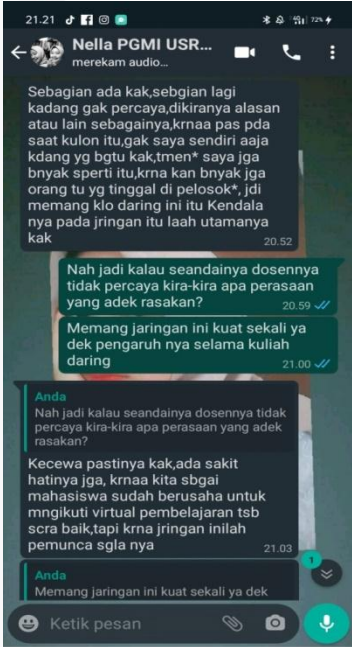 21.21
72%
Nella PGMI USR...
merekam audio...
Sebagian ada kak,sebgian lagi
kadang gak percaya,dikiranya alasan
atau lain sebagainya,krnaa pas pda
saat kulon itu,gak saya sendiri aaja
kdang yg bgtu kak,tmen* saya jga
bnyak sperti itu,krna kan bnyak jga
orang tu yg tinggal di pelosok*, jdi
memang klo daring ini itu Kendala
nya pada jringan itu laah utamanya
kak
20.52
Nah jadi kalau seandainya dosennya
tidak percaya kira-kira apa perasaan
yang adek rasakan?
20.59
Memang jaringan ini kuat sekali ya
dek pengaruh nya selama kuliah
daring
21.00
Anda
Nah jadi kalau seandainya dosennya tidak
percaya kira-kira apa perasaan yang adek
rasakan?
Kecewa pastinya kak,ada sakit
hatinya jga, krnaa kita sbgai
mahasiswa sudah berusaha untuk
mngikuti virtual pembelajaran tsb
scra baik,tapi krna jringan inilah
pemunca sgla nya
21.03
1
Anda
Memang jaringan ini kuat sekali ya dek
Ketik pesan